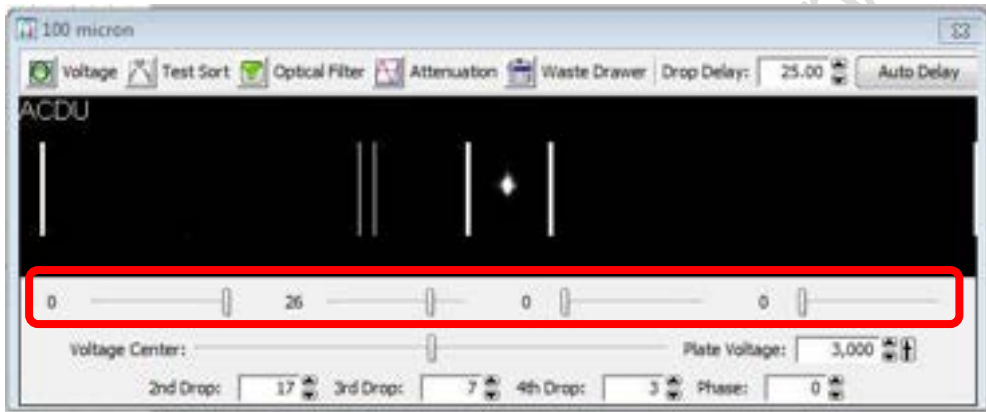 100 micron
Voltage Test Sort Optical Filter Attenuation Waste Drawer Drop Delay: 25.00 Auto Delay
ACDU
0 26 0 0
Voltage Center: Plate Voltage: 3,000
2nd Drop: 17 3rd Drop: 7 4th Drop: 3 Phase: 0